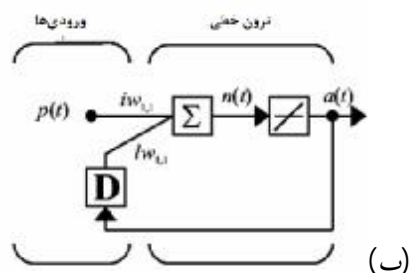 ورودی‌ها
نرون خطی
p(t) iw₁,₁ Σ n(t) a(t)
lw₁,₁
D
(ب)